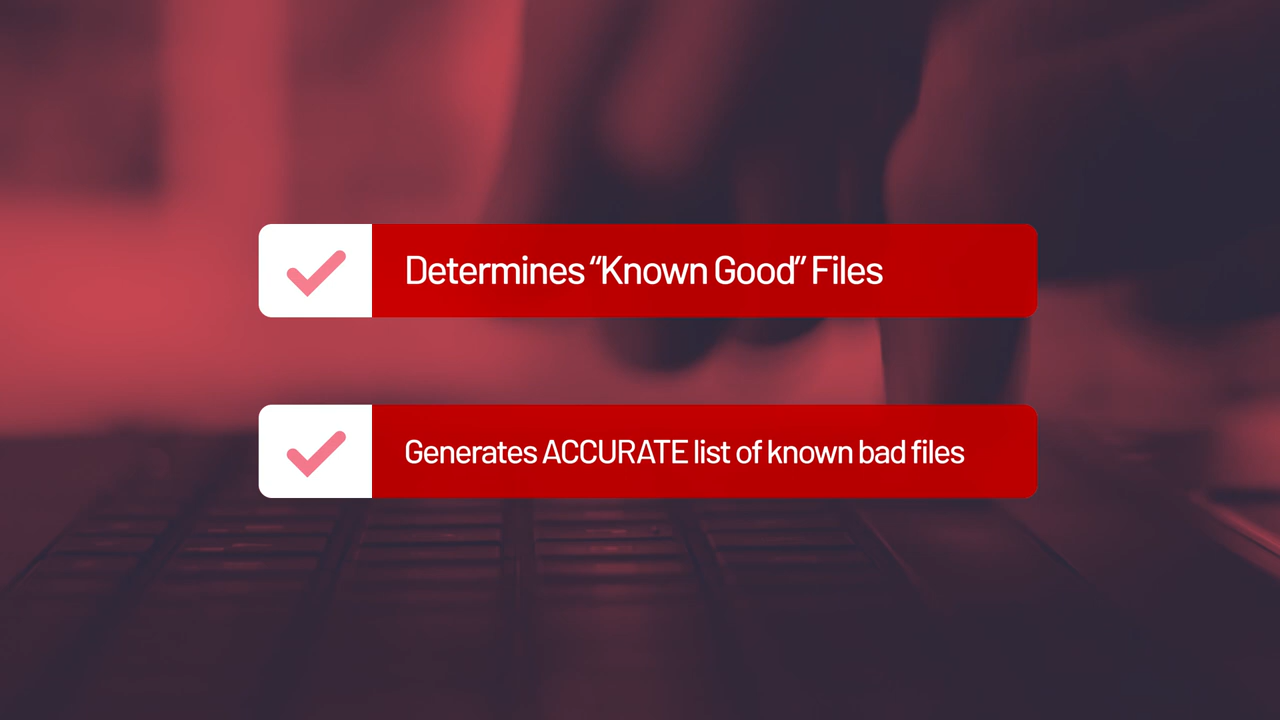 Determines “Known Good” Files
Generates ACCURATE list of known bad files